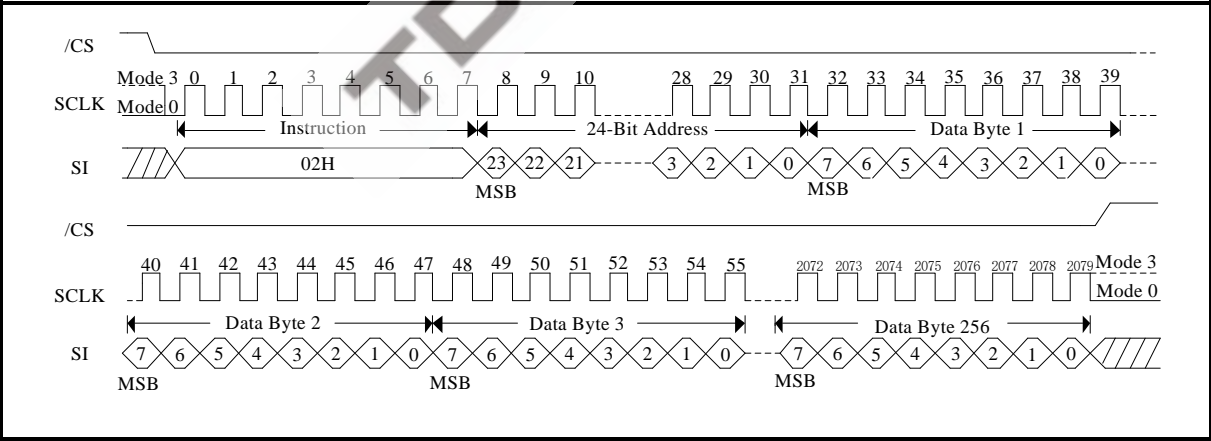 /CS
Mode 3 0 1 2 3 4 5 6 7 8 9 10 28 29 30 31 32 33 34 35 36 37 38 39
SCLK Mode 0
Instruction 24-Bit Address Data Byte 1
SI 02H 23 22 21 3 2 1 0 7 6 5 4 3 2 1 0
MSB MSB
/CS
40 41 42 43 44 45 46 47 48 49 50 51 52 53 54 55 2072 2073 2074 2075 2076 2077 2078 2079 Mode 3
SCLK Mode 0
Data Byte 2 Data Byte 3 Data Byte 256
SI 7 6 5 4 3 2 1 0 7 6 5 4 3 2 1 0 7 6 5 4 3 2 1 0
MSB MSB MSB